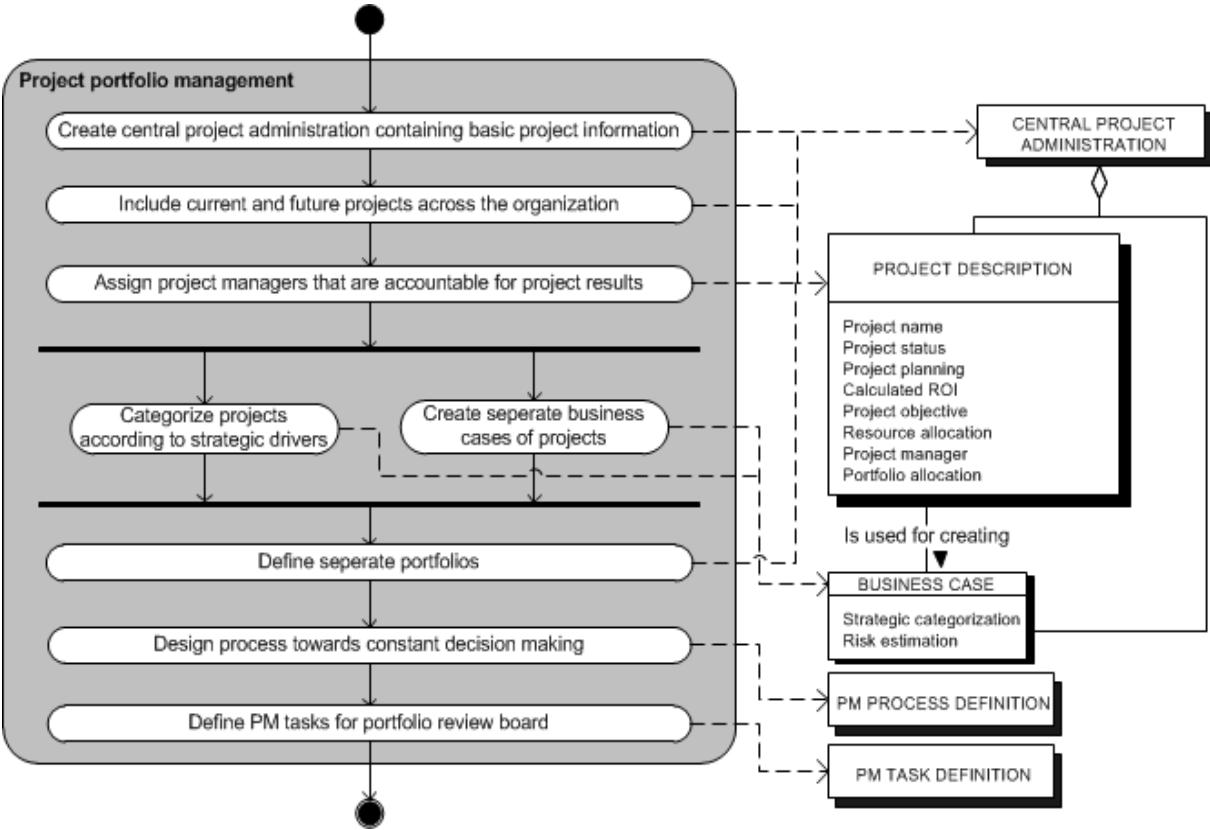 Project portfolio management
Create central project administration containing basic project information
Include current and future projects across the organization
Assign project managers that are accountable for project results
Categorize projects
according to strategic drivers
Create seperate business
cases of projects
Define seperate portfolios
Design process towards constant decision making
Define PM tasks for portfolio review board
CENTRAL PROJECT
ADMINISTRATION
PROJECT DESCRIPTION
Project name
Project status
Project planning
Calculated ROI
Project objective
Resource allocation
Project manager
Portfolio allocation
Is used for creating
BUSINESS CASE
Strategic categorization
Risk estimation
PM PROCESS DEFINITION
PM TASK DEFINITION